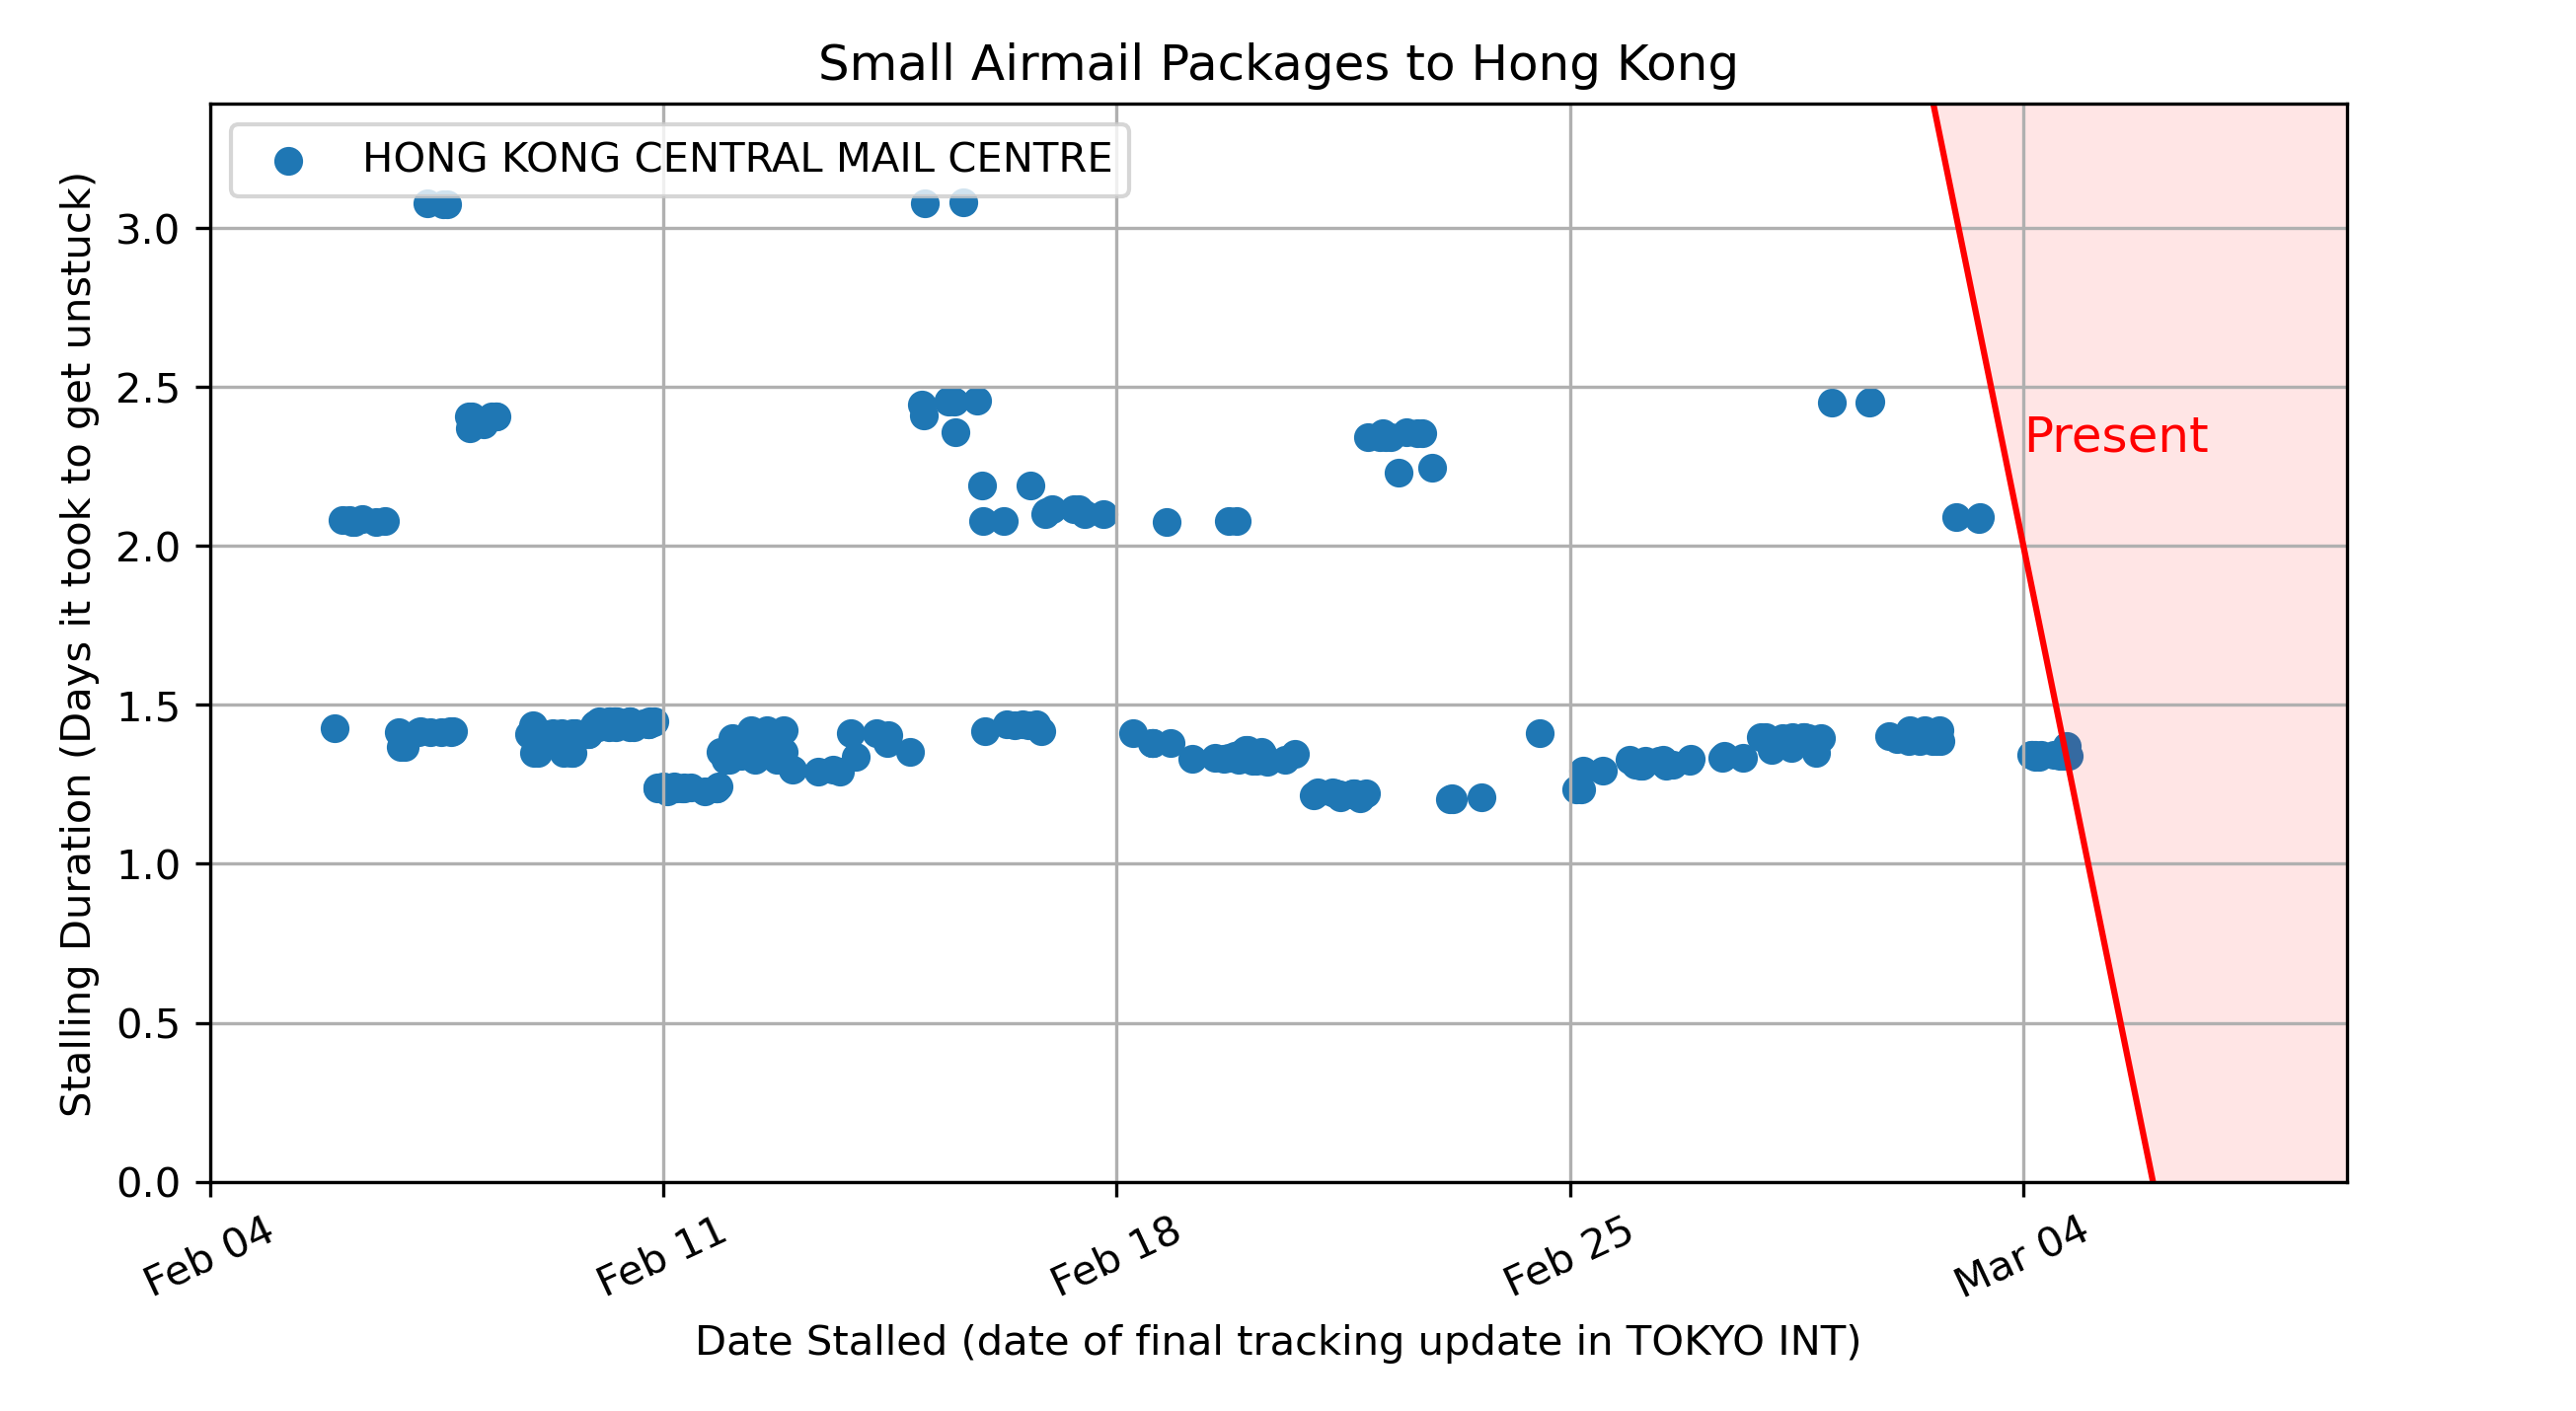 Small Airmail Packages to Hong Kong
HONG KONG CENTRAL MAIL CENTRE
Stalling Duration (Days it took to get unstuck)
3.0
2.5
2.0
1.5
1.0
0.5
0.0
Present
Feb 04
Feb 11
Feb 18
Feb 25
Mar 04
Date Stalled (date of final tracking update in TOKYO INT)